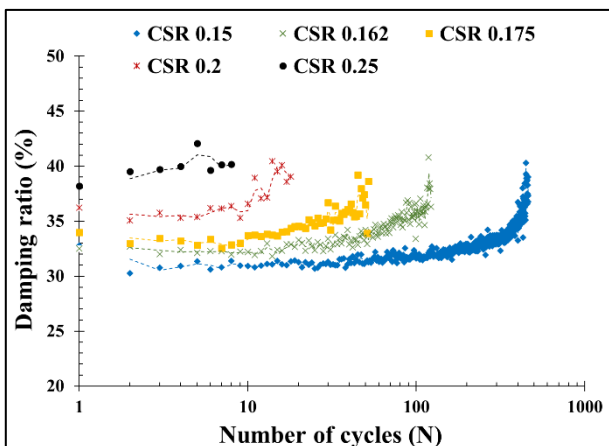 CSR 0.15 CSR 0.162 CSR 0.175
CSR 0.2 CSR 0.25
Damping ratio (%)
50
45
40
35
30
25
20
1 10 100 1000
Number of cycles (N)